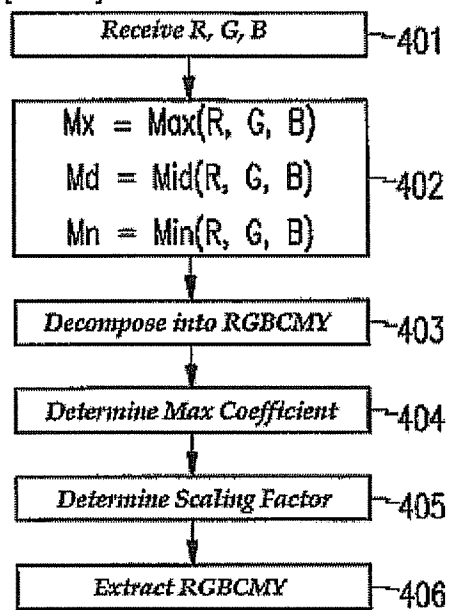 Receive R, G, B 401
Mx = Max(R, G, B)
Md = Mid(R, G, B) 402
Mn = Min(R, G, B)
Decompose into RGBCMY 403
Determine Max Coefficient 404
Determine Scaling Factor 405
Extract RGBCMY 406